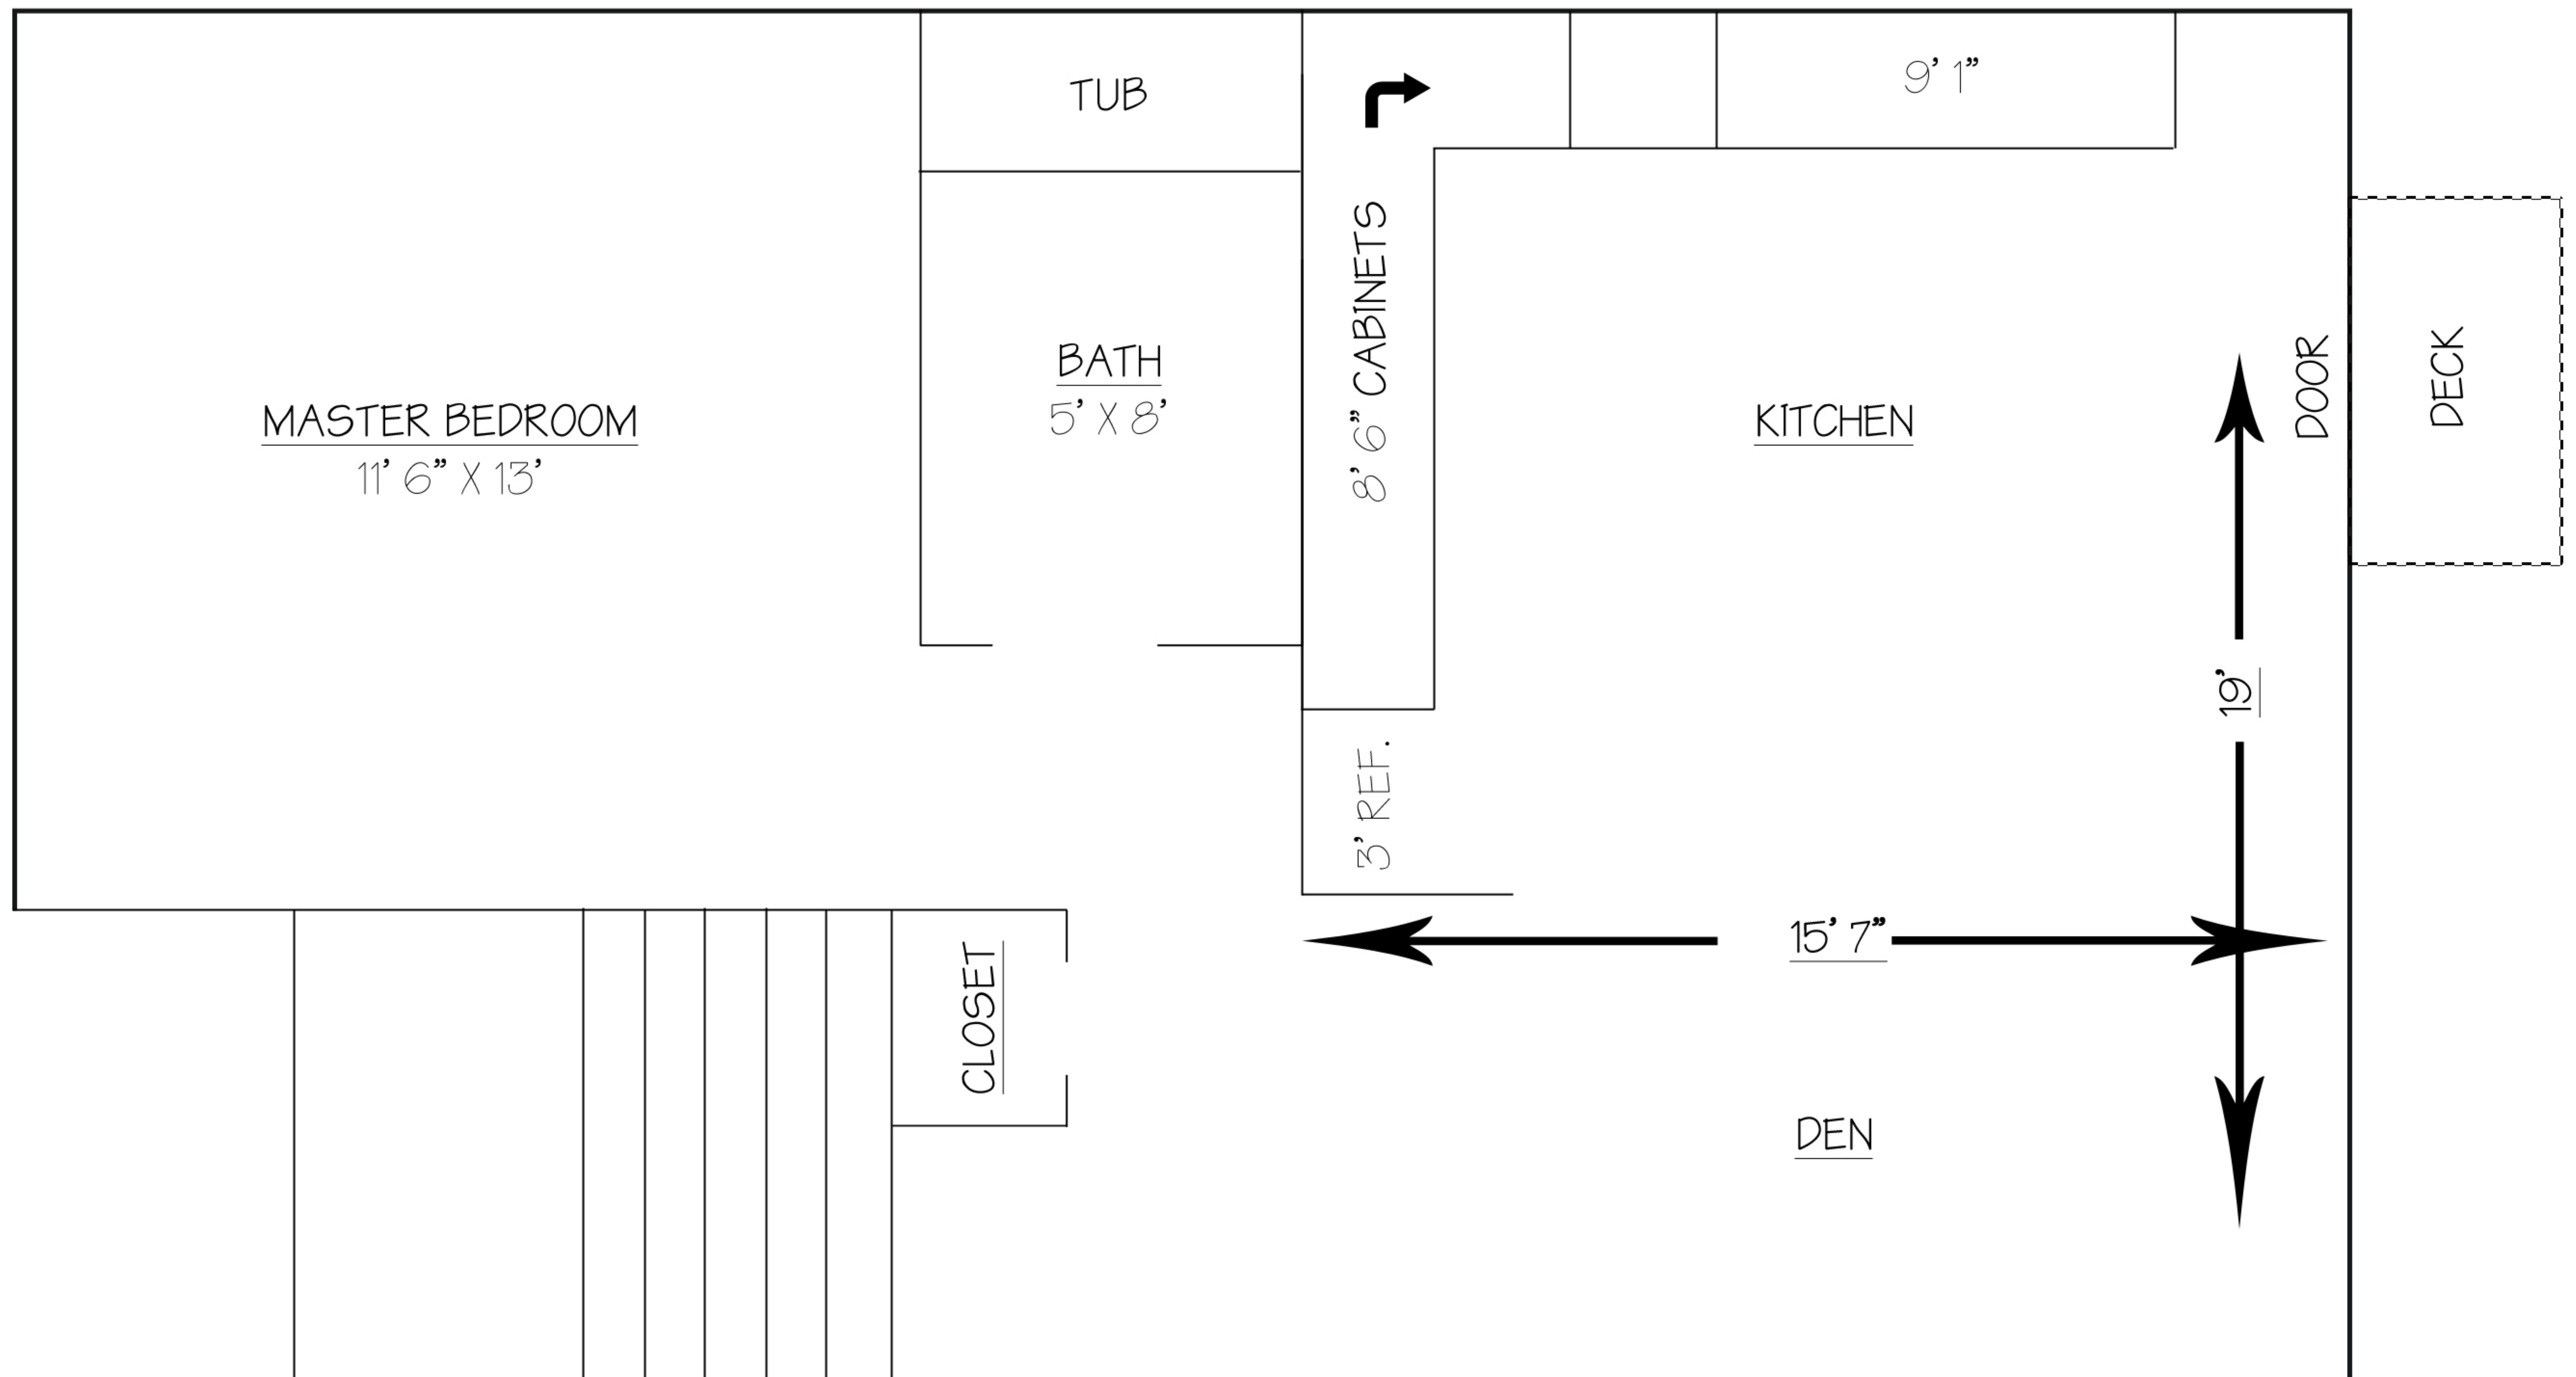 TUB
9' 1"
8' 6" CABINETS
BATH
5' X 8'
MASTER BEDROOM
11' 6" X 13'
KITCHEN
DOOR
DECK
19'
3' REF.
15' 7"
CLOSET
DEN